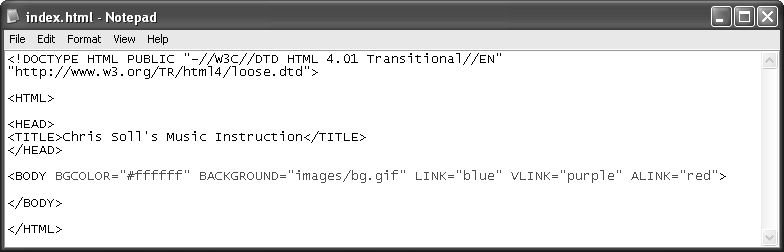 index.html - Notepad
File Edit Format View Help
<!DOCTYPE HTML PUBLIC "-//W3C//DTD HTML 4.01 Transitional//EN"
"http://www.w3.org/TR/html4/loose.dtd">
<HTML>
<HEAD>
<TITLE>Chris Soll's Music Instruction</TITLE>
</HEAD>
<BODY BGCOLOR="#ffffff" BACKGROUND="images/bg.gif" LINK="blue" VLINK="purple" ALINK="red">
</BODY>
</HTML>